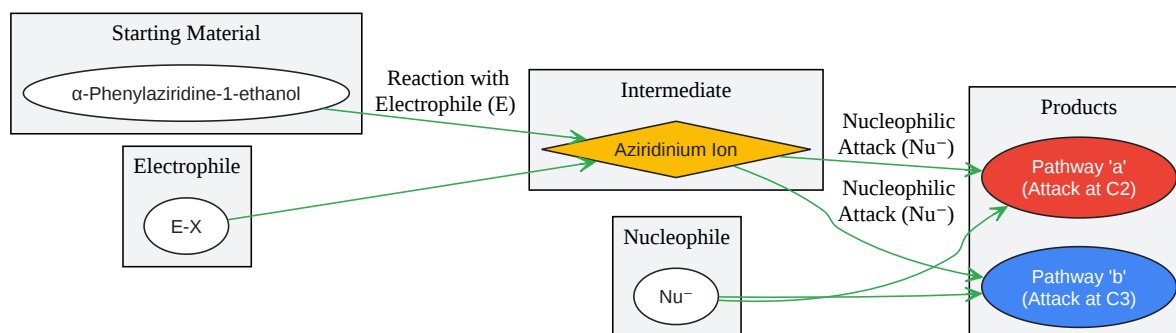 Starting Material
α-Phenylaziridine-1-ethanol
Reaction with
Electrophile (E)
Electrophile
E-X
Intermediate
Aziridinium Ion
Nucleophilic
Attack (Nu⁻)
Nucleophilic
Attack (Nu⁻)
Nucleophile
Nu⁻
Products
Pathway 'a'
(Attack at C2)
Pathway 'b'
(Attack at C3)